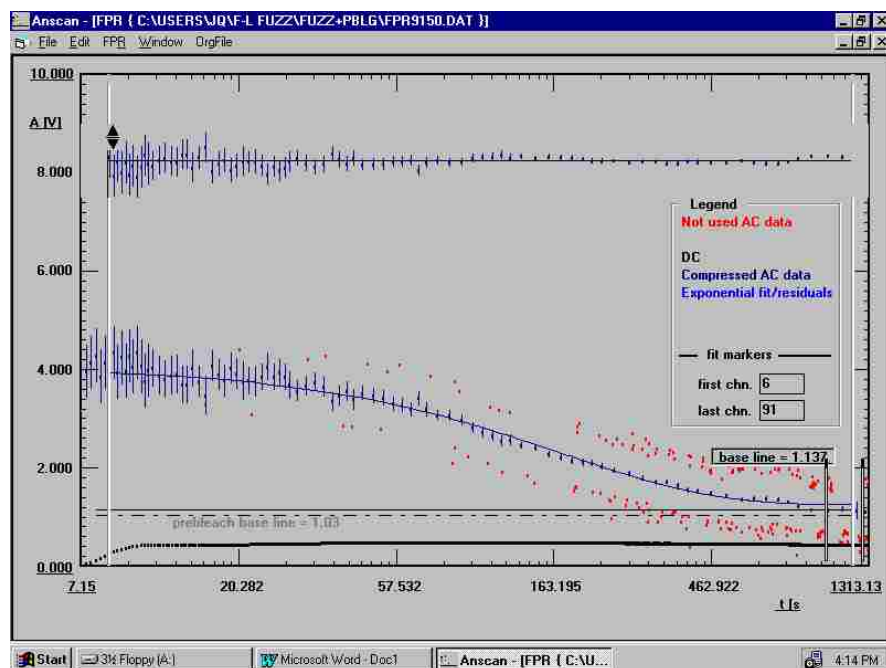 Anscan - [FPR { C:\USERS\JQ\F-L FUZZ\FUZZ+PBLG\FPR9150.DAT }]
File Edit FPR Window OrgFile
10.000
A [V]
8.000
Legend
Not used AC data
DC
6.000
Compressed AC data
Exponential fit/residuals
fit markers
4.000
first chn. 6
last chn. 91
base line = 1.137
2.000
prebleach base line = 1.03
0.000
7.15 20.282 57.532 163.195 462.922 1313.13
t [s
Start 3½ Floppy (A:) Microsoft Word - Doc1 Anscan - [FPR { C:\U... 4:14 PM